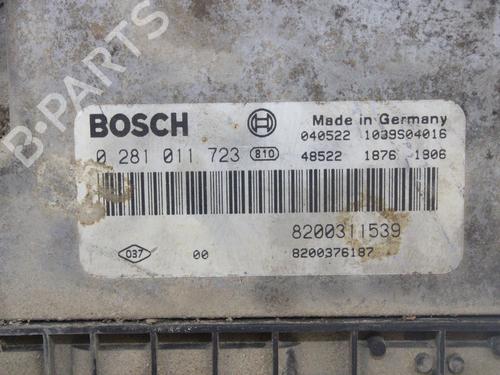 B-PARTS
BOSCH
Made in Germany
040522 1039S04016
0 281 011 723 810
48522 1876 1906
8200311539
037 00 8200376187